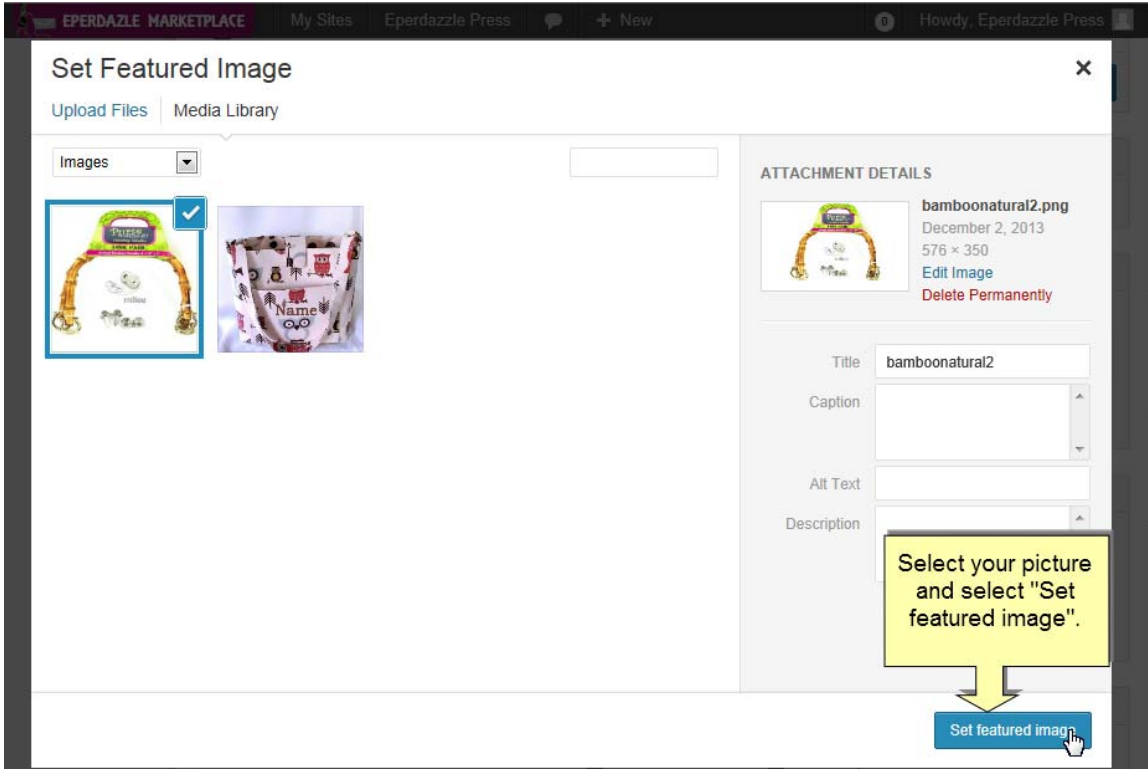 EPERDAZLE MARKETPLACE My Sites Eperdazzle Press + New 0 Howdy, Eperdazzle Press
Set Featured Image
×
Upload Files Media Library
Images
ATTACHMENT DETAILS
bamboonatural2.png
December 2, 2013
576 × 350
Edit Image
Delete Permanently
Name
Title bamboonatural2
Caption
Alt Text
Description
Select your picture
and select "Set
featured image".
Set featured image